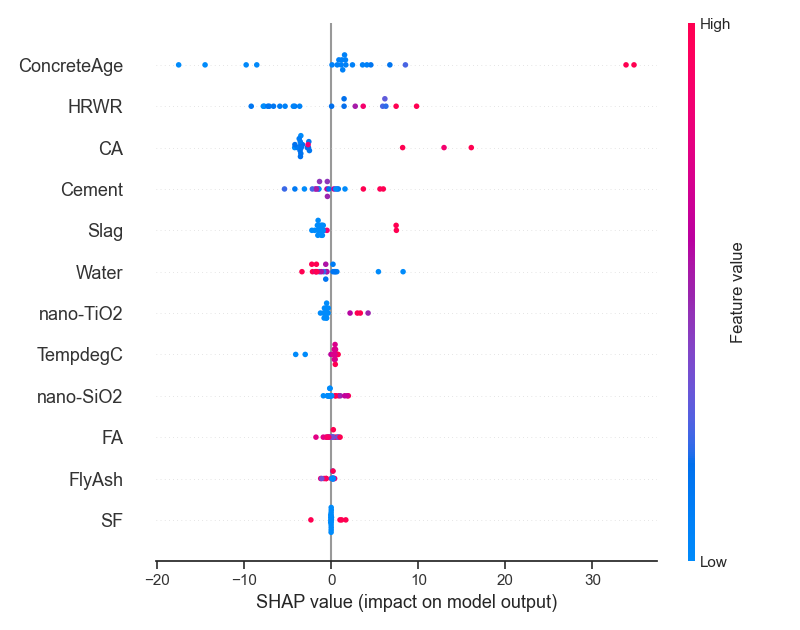 High
ConcreteAge
HRWR
CA
Cement
Slag
Water
nano-TiO2
TempdegC
nano-SiO2
FA
FlyAsh
SF
Feature value
Low
−20 −10 0 10 20 30
SHAP value (impact on model output)